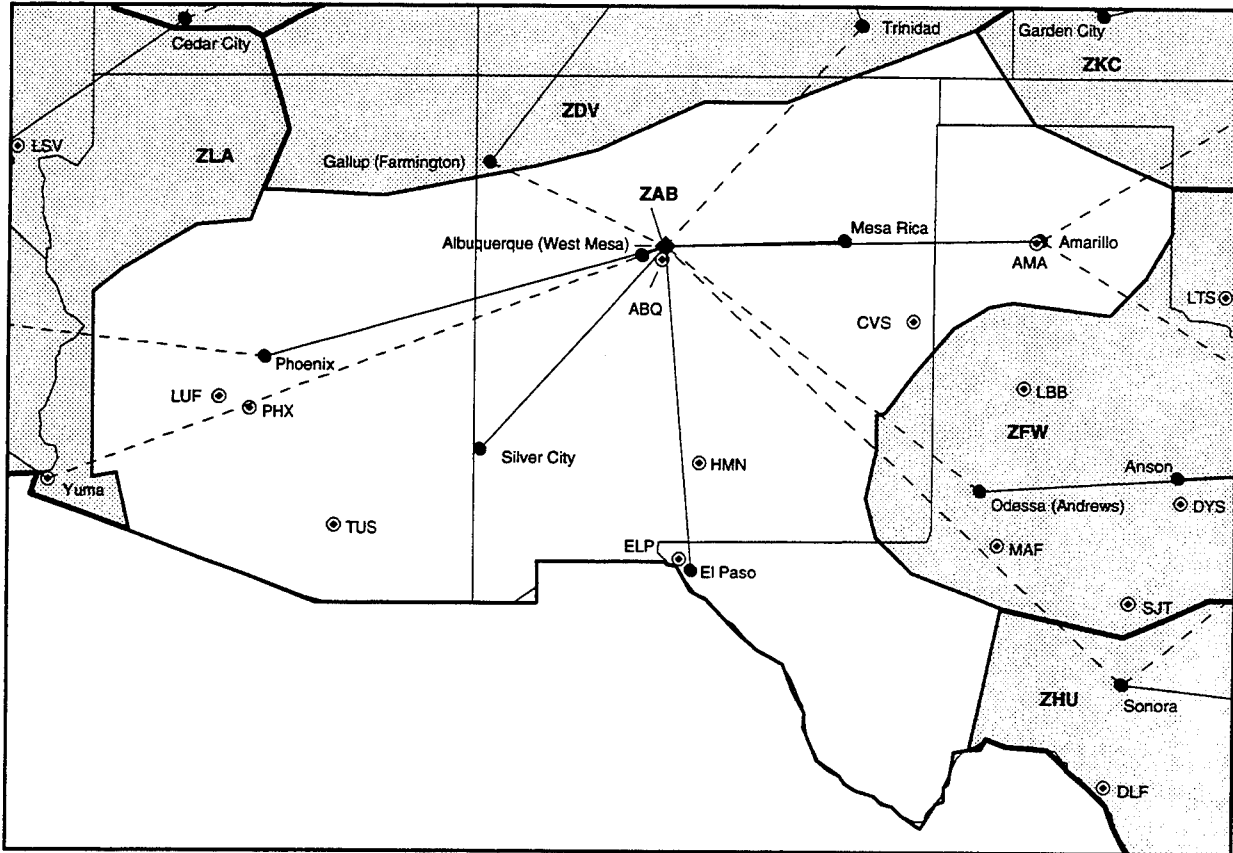 Cedar City
Trinidad
Garden City
ZKC
ZDV
LSV
ZLA
Gallup (Farmington)
ZAB
Albuquerque (West Mesa)
Mesa Rica
Amarillo
AMA
ABQ
LTS
CVS
Phoenix
LUF
PHX
LBB
ZFW
Silver City
HMN
Anson
Yuma
Odessa (Andrews)
DYS
TUS
MAF
ELP
El Paso
SJT
ZHU
Sonora
DLF